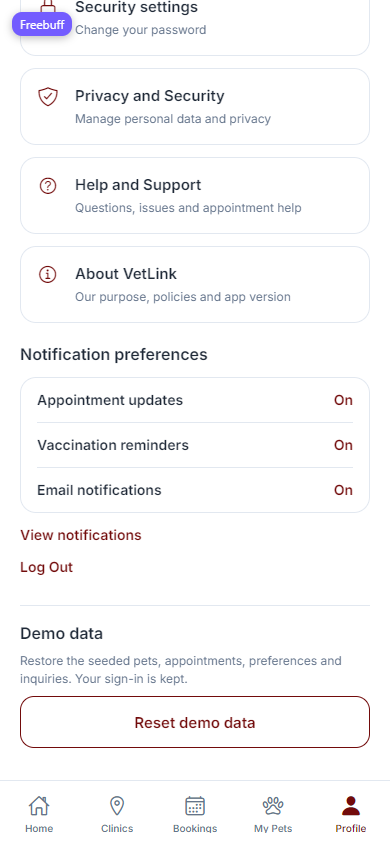 Security settings
Freebuff
Change your password
Privacy and Security
Manage personal data and privacy
Help and Support
Questions, issues and appointment help
About VetLink
Our purpose, policies and app version
Notification preferences
Appointment updates On
Vaccination reminders On
Email notifications On
View notifications
Log Out
Demo data
Restore the seeded pets, appointments, preferences and
inquiries. Your sign-in is kept.
Reset demo data
Home Clinics Bookings My Pets Profile